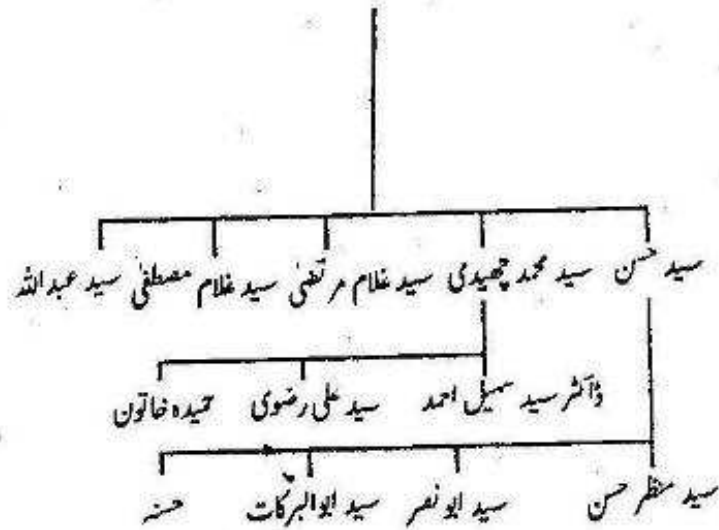 سید حسن سید محمد چھیدی سید غلام مرتضیٰ سید غلام مصطفیٰ سید عبداللہ
ڈاکٹر سید سہیل احمد سید علی رضوی حمیدہ خاتون
سید منظر حسن سید ابو نصر سید ابوالبرکات حسنہ